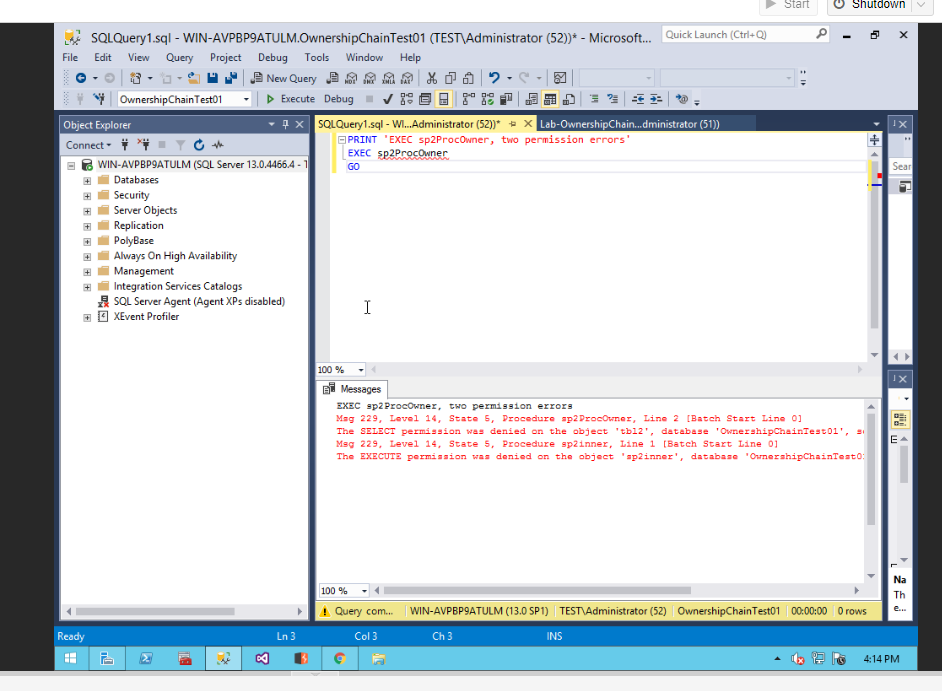 Start
Shutdown
SQLQuery1.sql - WIN-AVPBP9ATULM.OwnershipChainTest01 (TEST\Administrator (52))* - Microsoft...
Quick Launch (Ctrl+Q)
File Edit View Query Project Debug Tools Window Help
New Query
OwnershipChainTest01
Execute Debug
Object Explorer
SQLQuery1.sql - WI...Administrator (52))*
Lab-OwnershipChain...dministrator (51))
Connect
WIN-AVPBP9ATULM (SQL Server 13.0.4466.4 - T
Databases
Security
Server Objects
Replication
PolyBase
Always On High Availability
Management
Integration Services Catalogs
SQL Server Agent (Agent XPs disabled)
XEvent Profiler
PRINT 'EXEC sp2ProcOwner, two permission errors'
EXEC sp2ProcOwner
GO
Sear
100 %
Messages
EXEC sp2ProcOwner, two permission errors
Msg 229, Level 14, State 5, Procedure sp2ProcOwner, Line 2 [Batch Start Line 0]
The SELECT permission was denied on the object 'tbl2', database 'OwnershipChainTest01', s
Msg 229, Level 14, State 5, Procedure sp2inner, Line 1 [Batch Start Line 0]
The EXECUTE permission was denied on the object 'sp2inner', database 'OwnershipChainTest0
100 %
Na
Th
e...
Query com...
WIN-AVPBP9ATULM (13.0 SP1)
TEST\Administrator (52)
OwnershipChainTest01
00:00:00
0 rows
Ready
Ln 3
Col 3
Ch 3
INS
4:14 PM